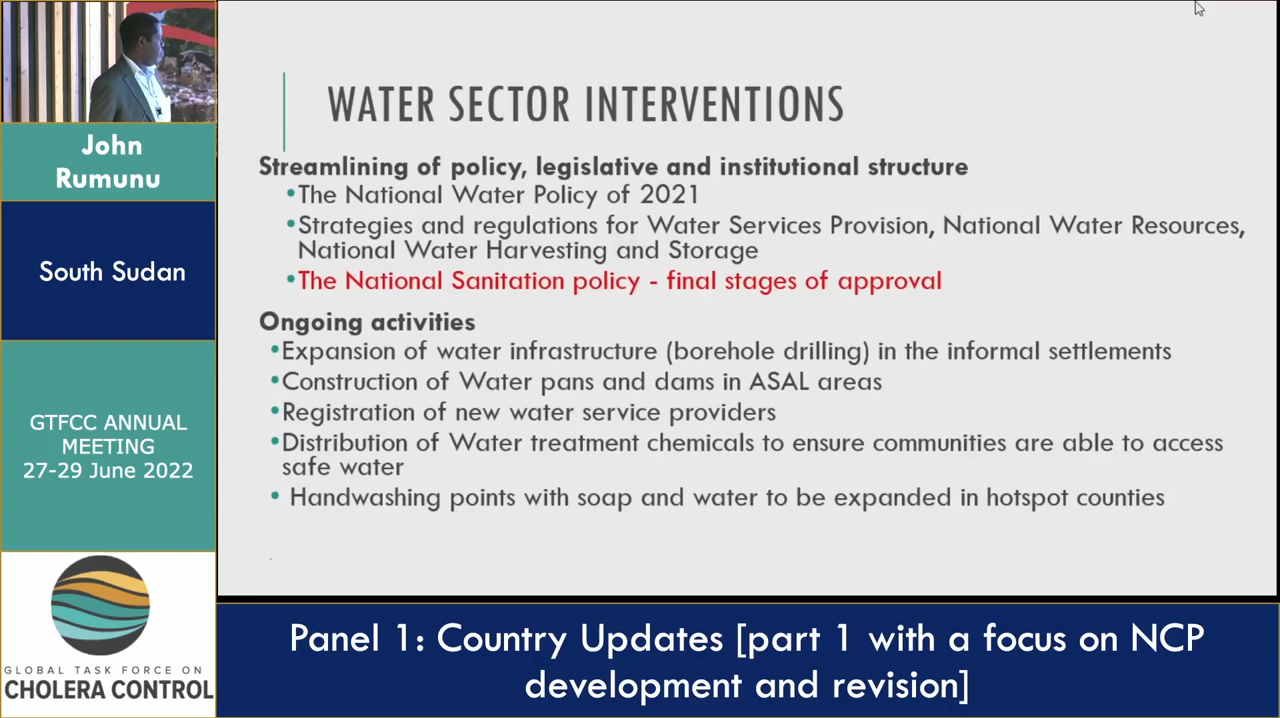 John
Rumunu
South Sudan
GTFCC ANNUAL
MEETING
27-29 June 2022
GLOBAL TASK FORCE ON
CHOLERA CONTROL
WATER SECTOR INTERVENTIONS
Streamlining of policy, legislative and institutional structure
•The National Water Policy of 2021
•Strategies and regulations for Water Services Provision, National Water Resources,
National Water Harvesting and Storage
•The National Sanitation policy - final stages of approval
Ongoing activities
•Expansion of water infrastructure (borehole drilling) in the informal settlements
•Construction of Water pans and dams in ASAL areas
•Registration of new water service providers
•Distribution of Water treatment chemicals to ensure communities are able to access
safe water
• Handwashing points with soap and water to be expanded in hotspot counties
Panel 1: Country Updates [part 1 with a focus on NCP
development and revision]